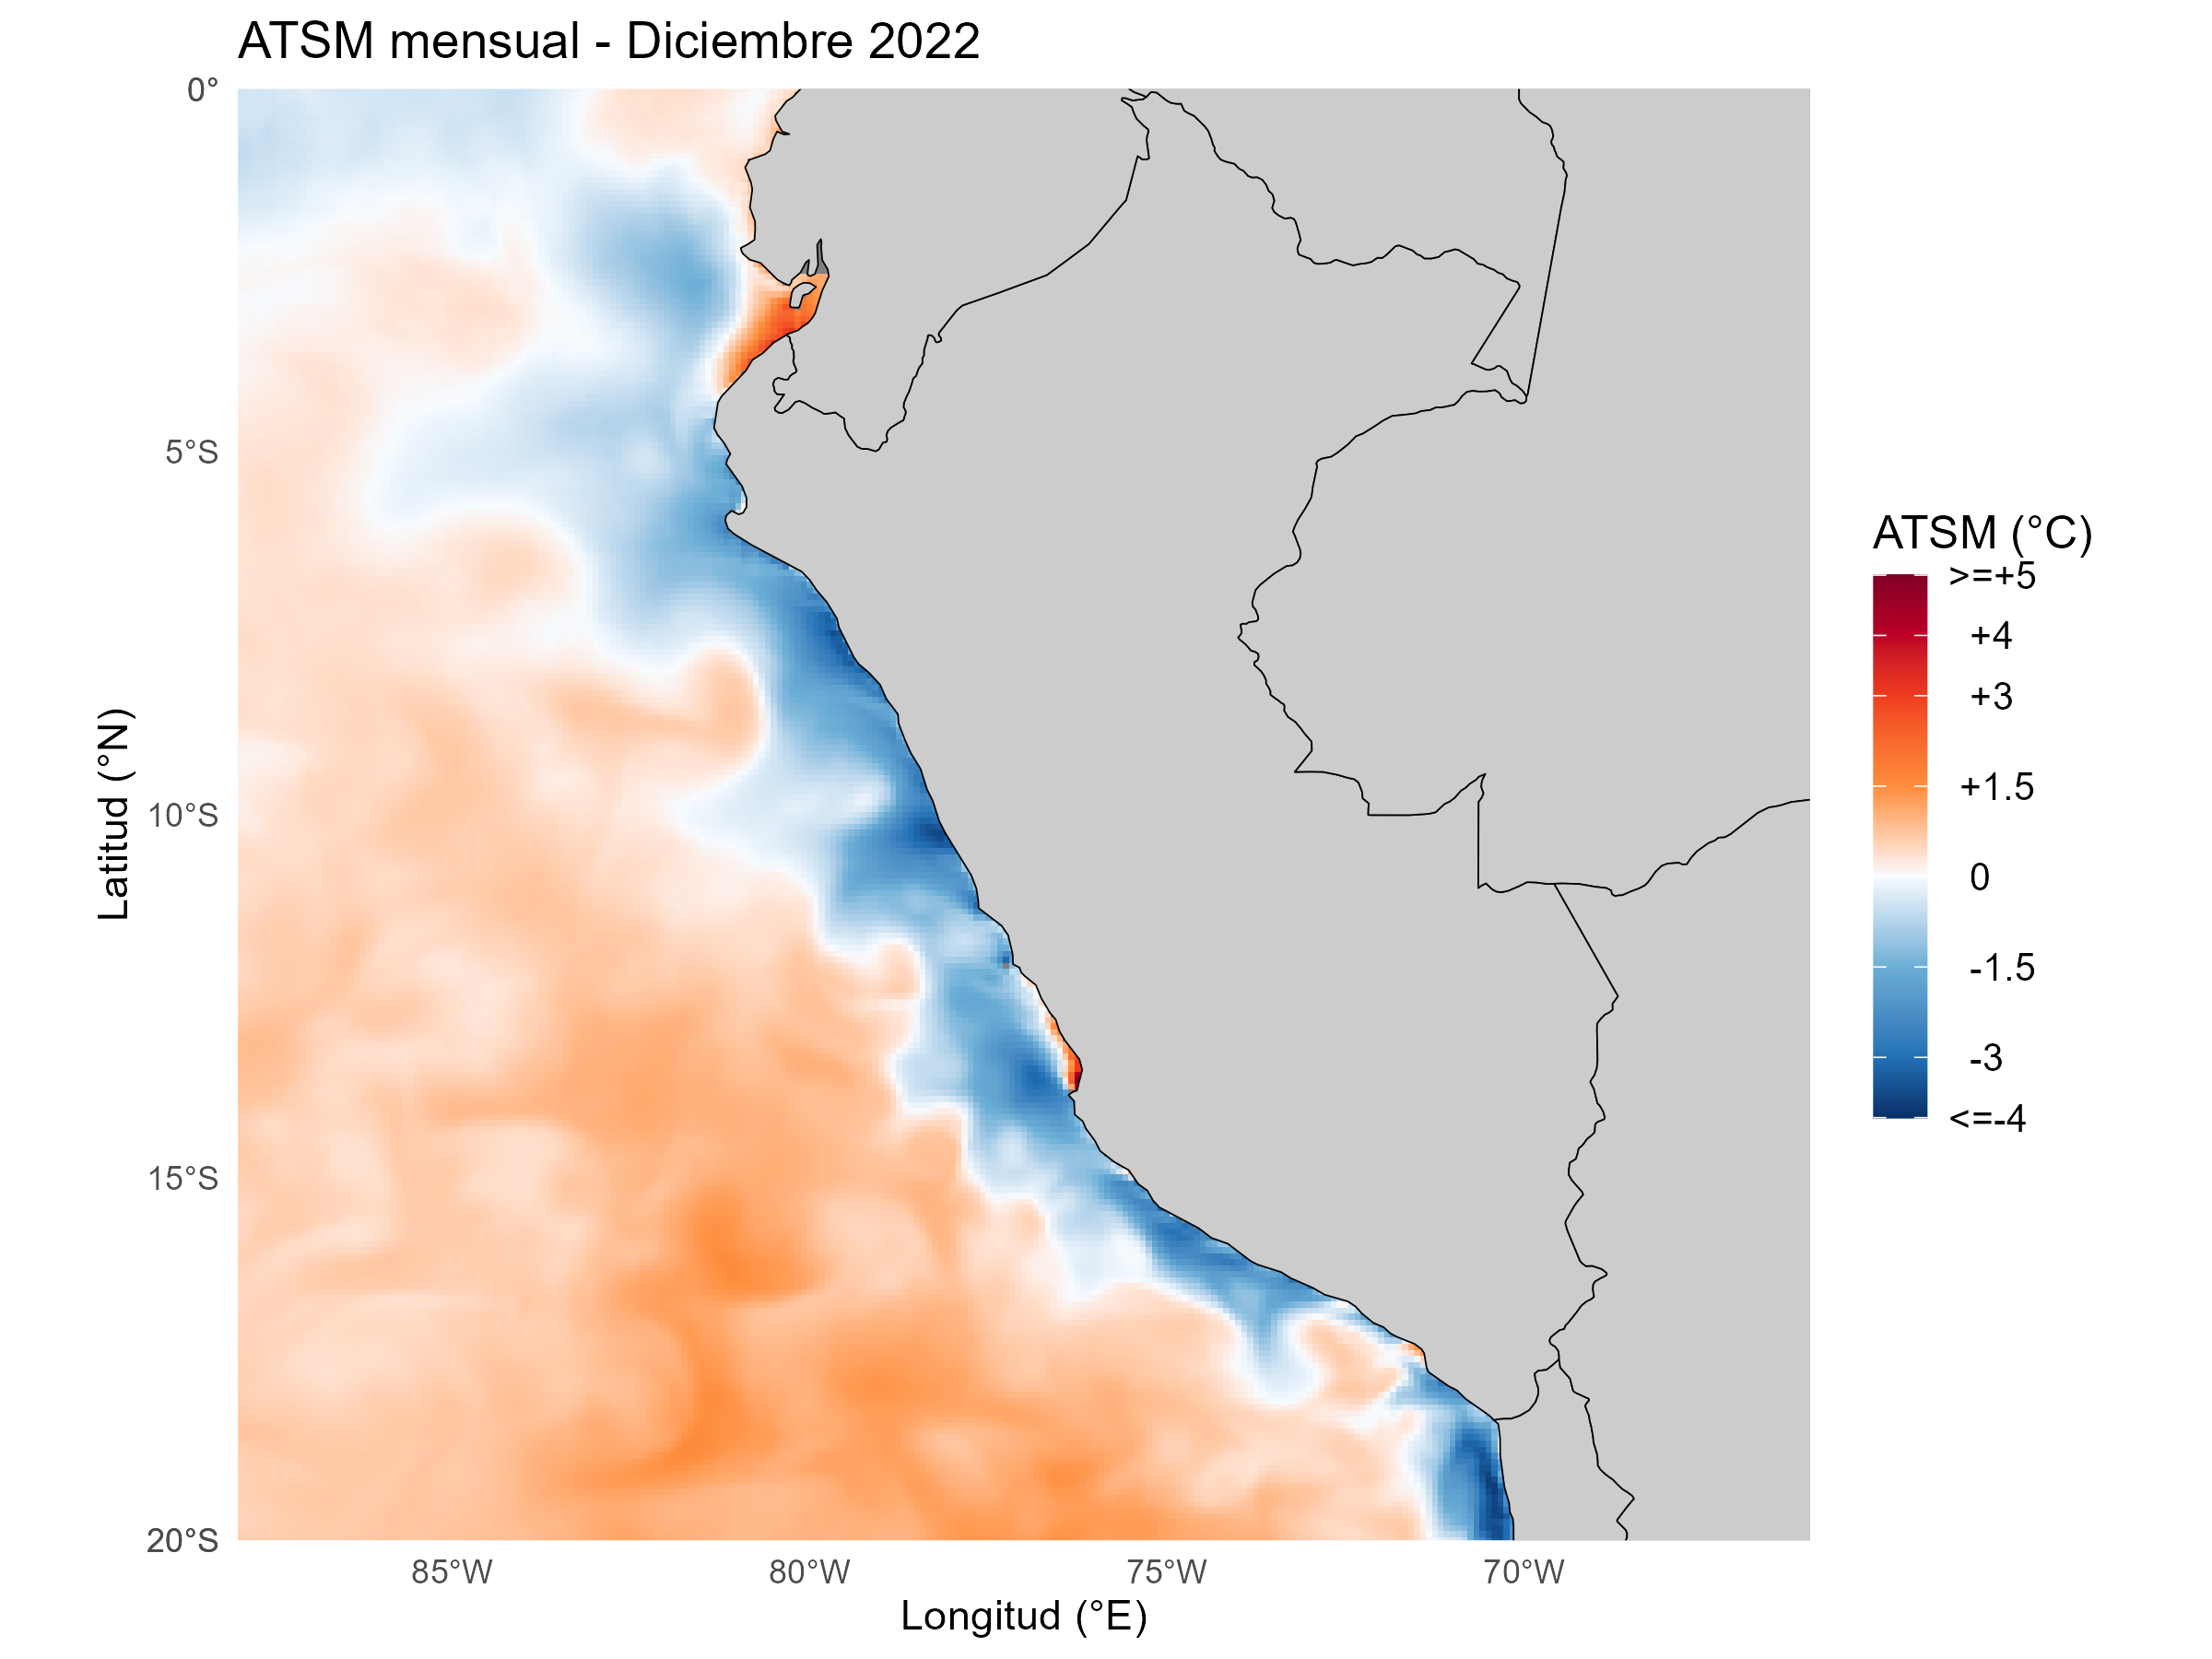 ATSM mensual - Diciembre 2022
0°
5°S
10°S
15°S
20°S
Latitud (°N)
85°W
80°W
75°W
70°W
Longitud (°E)
ATSM (°C)
>=+5
+4
+3
+1.5
0
-1.5
-3
<=-4